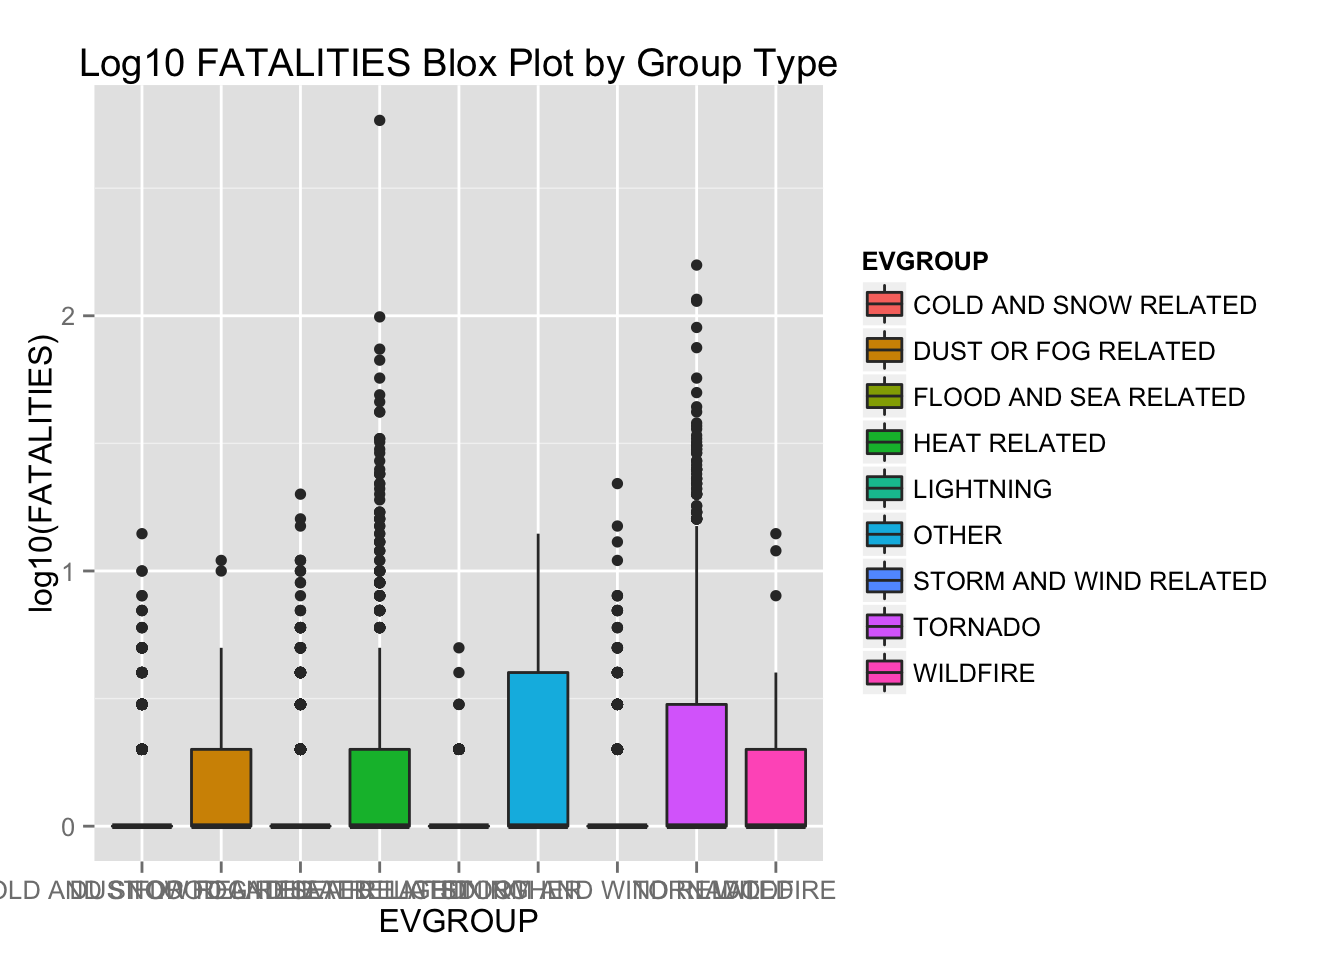 Log10 FATALITIES Blox Plot by Group Type
log10(FATALITIES)
2
1
0
EVGROUP
EVGROUP
COLD AND SNOW RELATED
DUST OR FOG RELATED
FLOOD AND SEA RELATED
HEAT RELATED
LIGHTNING
OTHER
STORM AND WIND RELATED
TORNADO
WILDFIRE